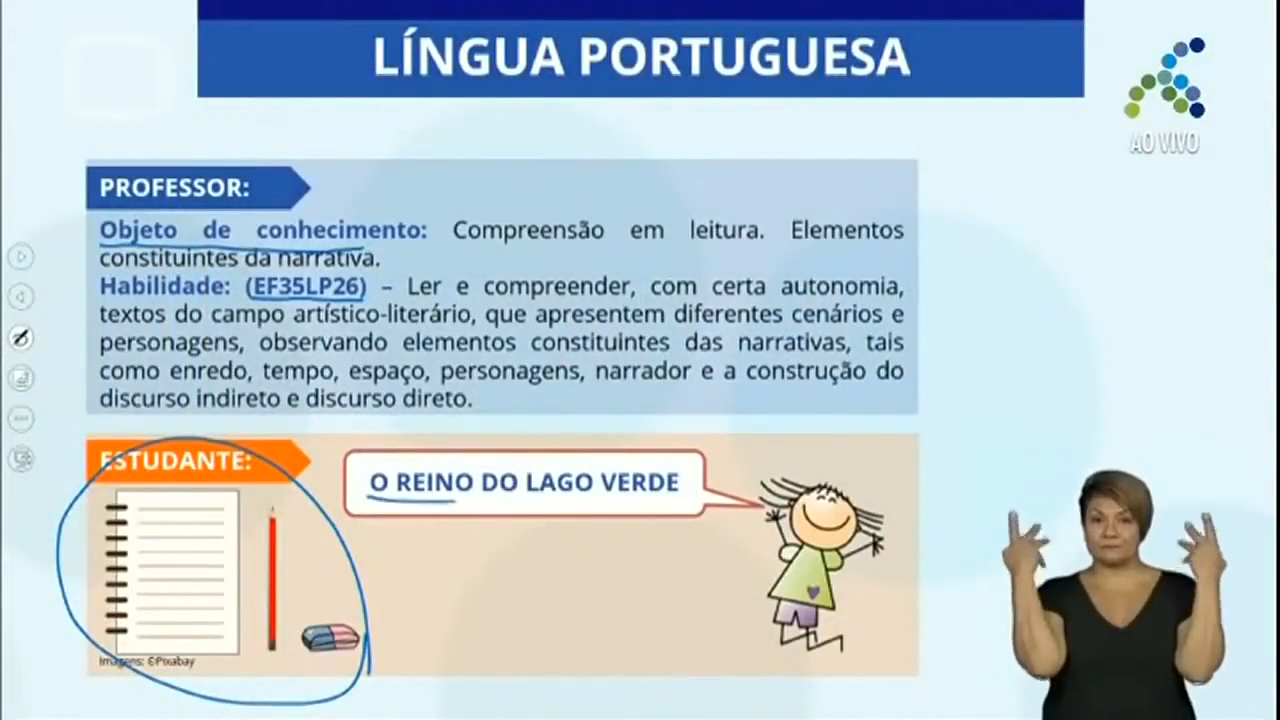 LÍNGUA PORTUGUESA
AO VIVO
PROFESSOR:
Objeto de conhecimento: Compreensão em leitura. Elementos
constituintes da narrativa.
Habilidade: (EF35LP26) – Ler e compreender, com certa autonomia,
textos do campo artístico-literário, que apresentem diferentes cenários e
personagens, observando elementos constituintes das narrativas, tais
como enredo, tempo, espaço, personagens, narrador e a construção do
discurso indireto e discurso direto.
ESTUDANTE:
O REINO DO LAGO VERDE
Imagens: ©Pixabay